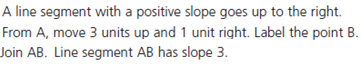 A line segment with a positive slope goes up to the right.
From A, move 3 units up and 1 unit right. Label the point B.
Join AB. Line segment AB has slope 3.